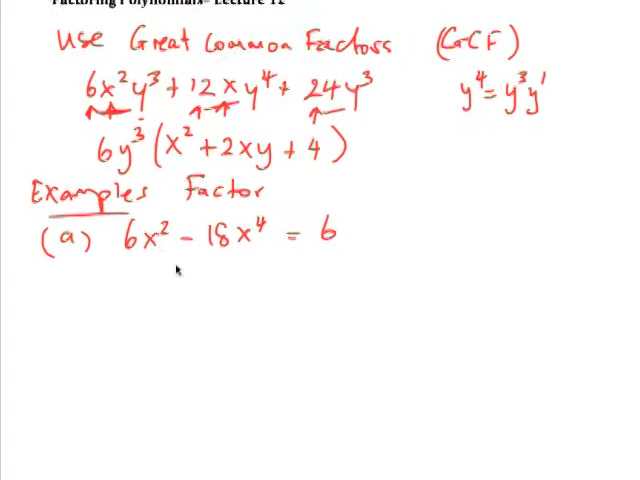 Factoring Polynomials- Lecture 12
Use Great Common Factors (GCF)
6x²y³ + 12xy⁴ + 24y³ y⁴ = y³y¹
6y³ (x² + 2xy + 4)
Examples Factor
(a) 6x² - 18x⁴ = 6